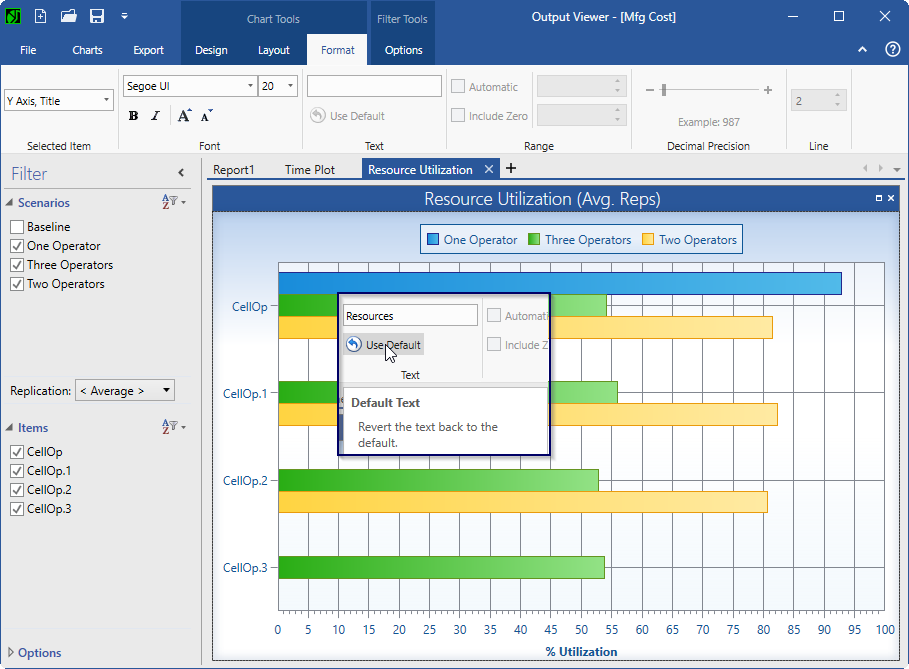 Chart Tools
Filter Tools
Output Viewer - [Mfg Cost]
File
Charts
Export
Design
Layout
Format
Options
Y Axis, Title
Selected Item
Segoe UI
20
B I A A
Font
Use Default
Text
Automatic
Include Zero
Range
Example: 987
Decimal Precision
2
Line
Filter
Scenarios
Baseline
One Operator
Three Operators
Two Operators
Replication: < Average >
Items
CellOp
CellOp.1
CellOp.2
CellOp.3
Options
Report1
Time Plot
Resource Utilization
Resource Utilization (Avg. Reps)
One Operator
Three Operators
Two Operators
CellOp
CellOp.1
CellOp.2
CellOp.3
Resources
Automati
Use Default
Include Z
Text
Default Text
Revert the text back to the
default.
0 5 10 15 20 25 30 35 40 45 50 55 60 65 70 75 80 85 90 95 100
% Utilization